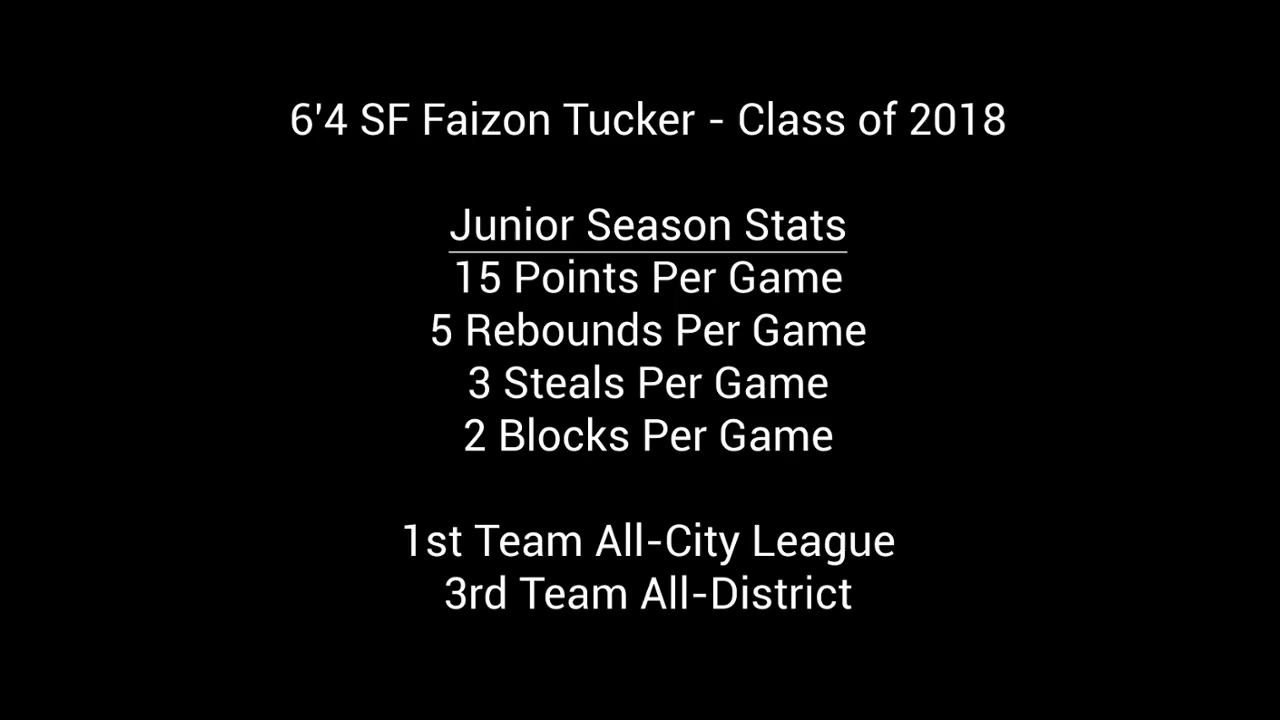 6'4 SF Faizon Tucker - Class of 2018
Junior Season Stats
15 Points Per Game
5 Rebounds Per Game
3 Steals Per Game
2 Blocks Per Game
1st Team All-City League
3rd Team All-District